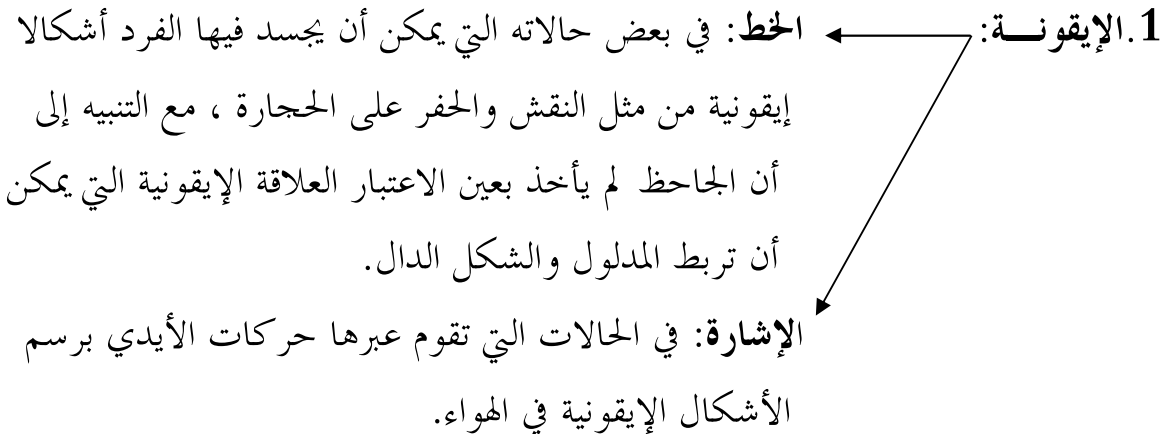 1.الإيقونـــة: الخط: في بعض حالاته التي يمكن أن يجسد فيها الفرد أشكالا
إيقونية من مثل النقش والحفر على الحجارة ، مع التنبيه إلى
أن الجاحظ لم يأخذ بعين الاعتبار العلاقة الإيقونية التي يمكن
أن تربط المدلول والشكل الدال.
الإشارة: في الحالات التي تقوم عبرها حركات الأيدي برسم
الأشكال الإيقونية في الهواء.